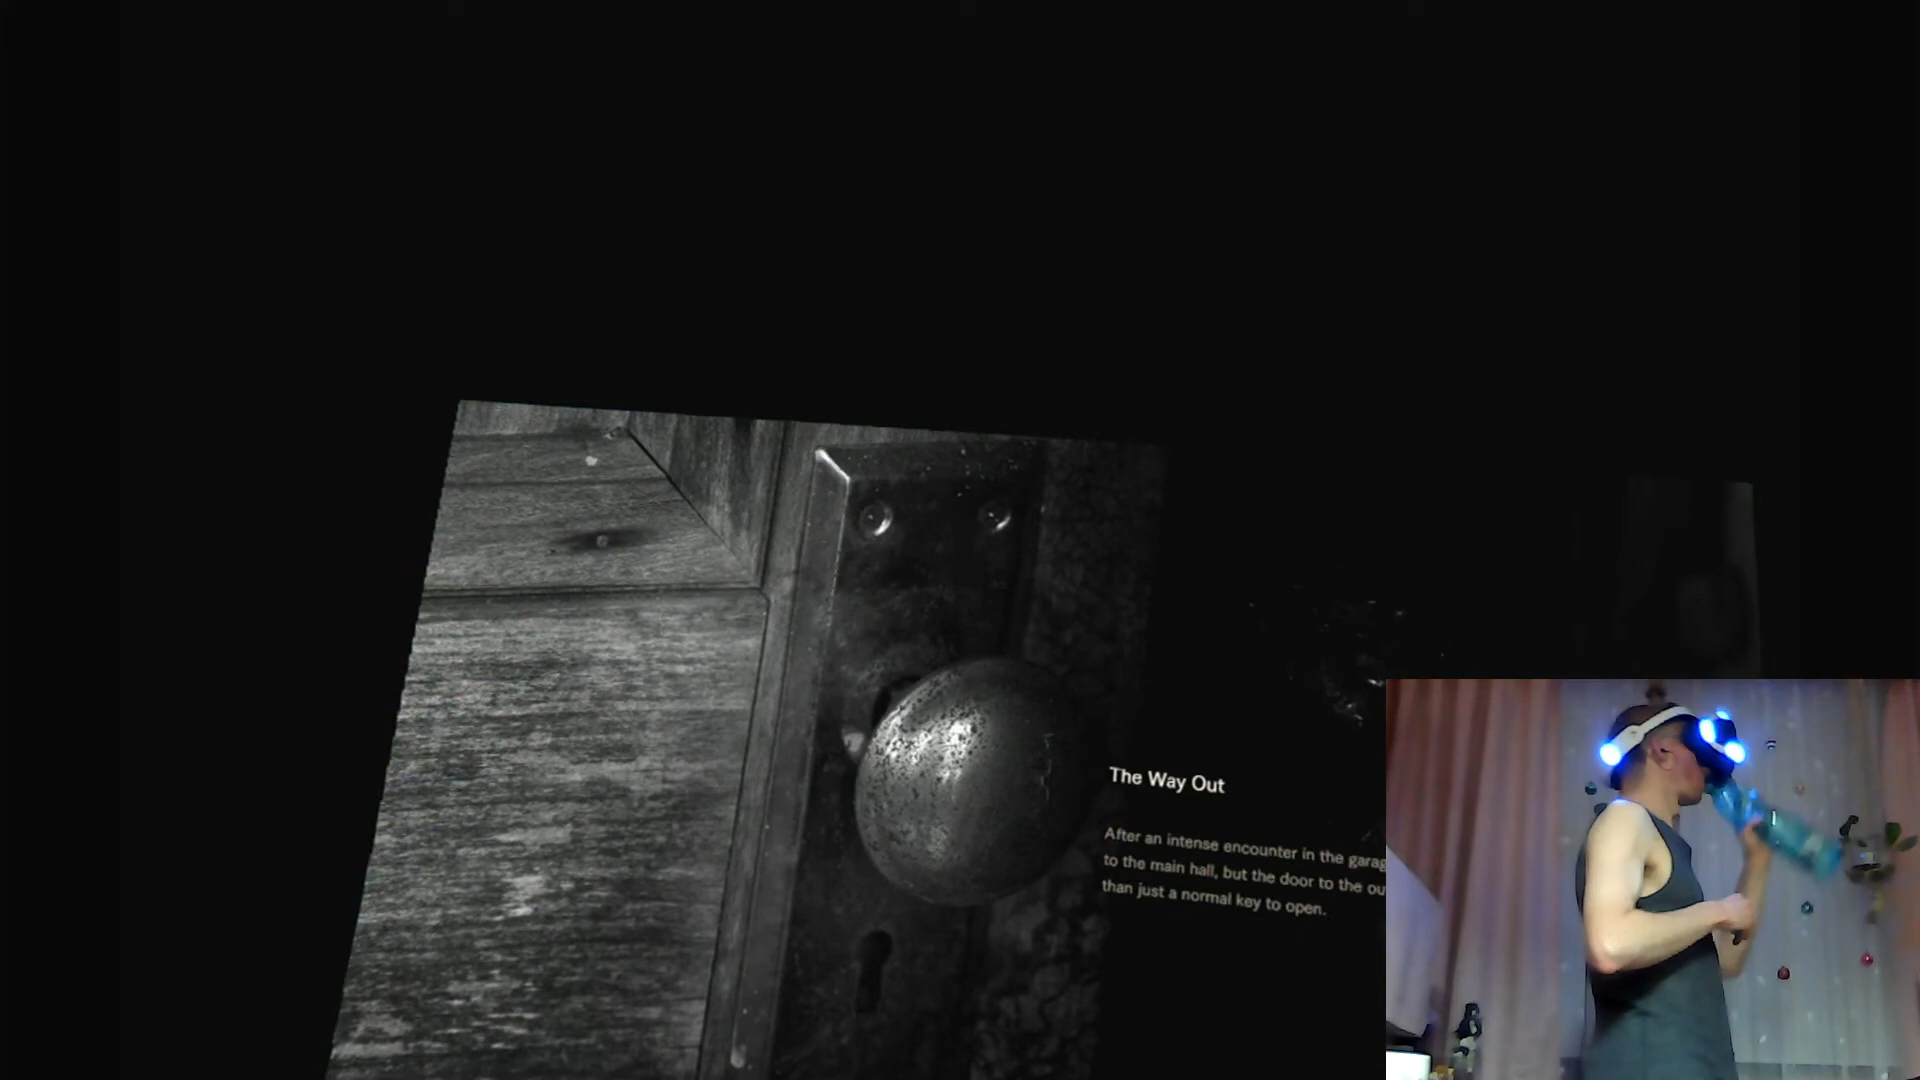 The Way Out
After an intense encounter in the
to the main hall, but the door to the
than just a normal key to open.